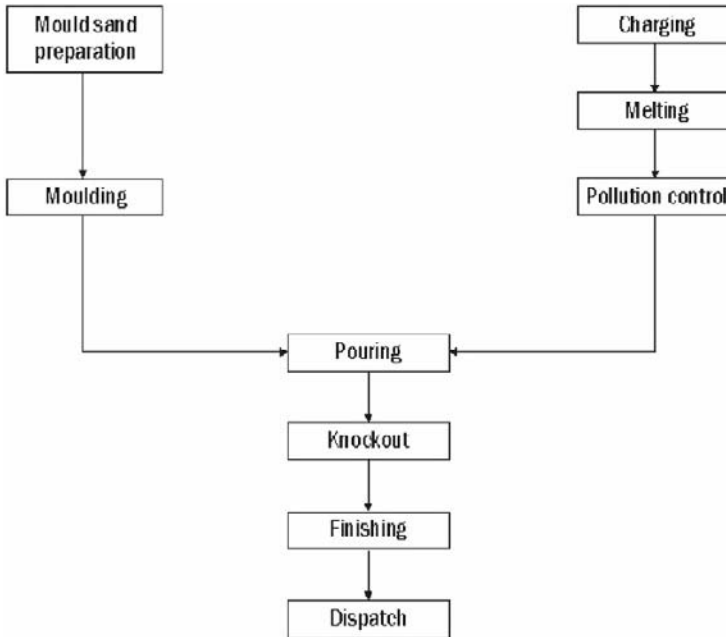 Mould sand
preparation
Charging
Melting
Moulding
Pollution control
Pouring
Knockout
Finishing
Dispatch